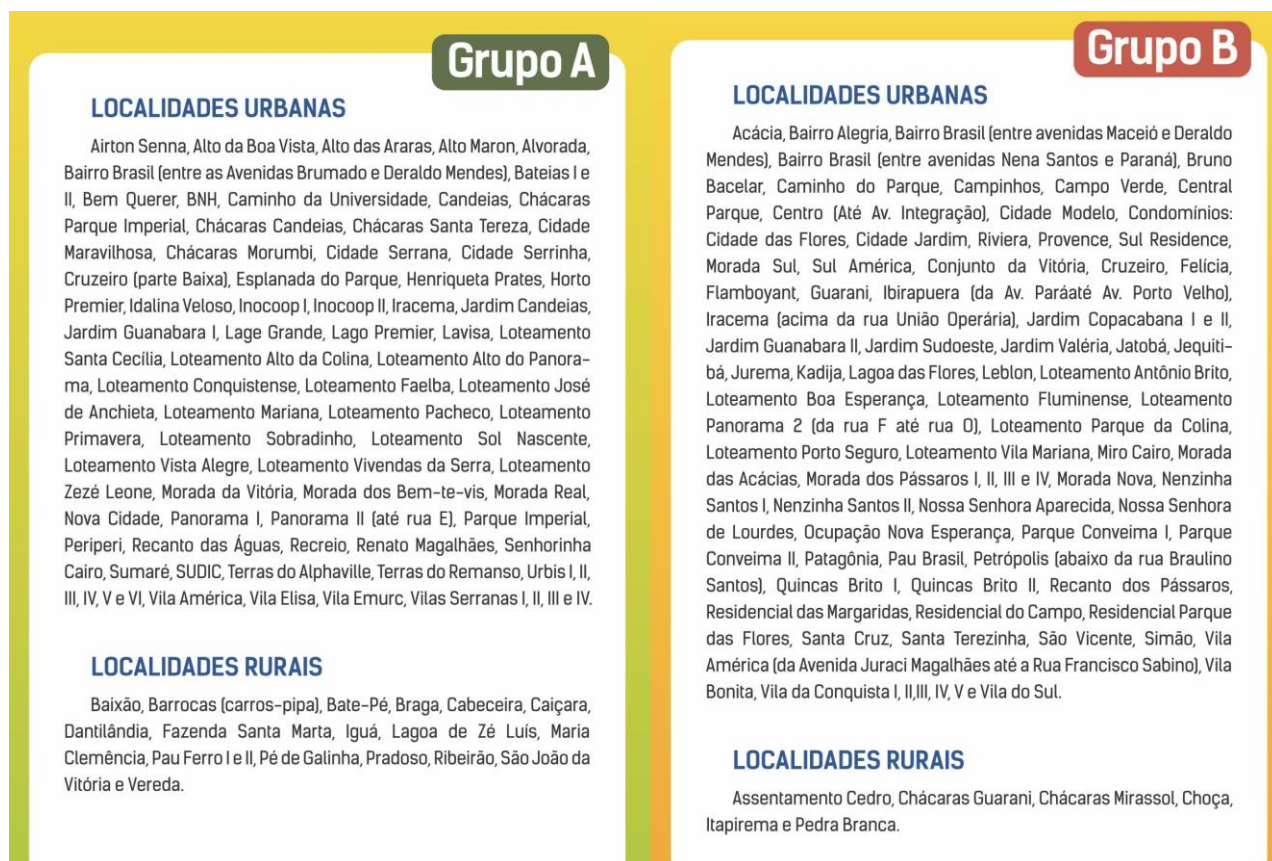 Grupo A
LOCALIDADES URBANAS
Airton Senna, Alto da Boa Vista, Alto das Araras, Alto Maron, Alvorada,
Bairro Brasil (entre as Avenidas Brumado e Deraldo Mendes), Bateias I e
II, Bem Querer, BNH, Caminho da Universidade, Candeias, Chácaras
Parque Imperial, Chácaras Candeias, Chácaras Santa Tereza, Cidade
Maravilhosa, Chácaras Morumbi, Cidade Serrana, Cidade Serrinha,
Cruzeiro (parte Baixa), Esplanada do Parque, Henriqueta Prates, Horto
Premier, Idalina Veloso, Inocoop I, Inocoop II, Iracema, Jardim Candeias,
Jardim Guanabara I, Lage Grande, Lago Premier, Lavisa, Loteamento
Santa Cecília, Loteamento Alto da Colina, Loteamento Alto do Panora-
ma, Loteamento Conquistense, Loteamento Faelba, Loteamento José
de Anchieta, Loteamento Mariana, Loteamento Pacheco, Loteamento
Primavera, Loteamento Sobradinho, Loteamento Sol Nascente,
Loteamento Vista Alegre, Loteamento Vivendas da Serra, Loteamento
Zezé Leone, Morada da Vitória, Morada dos Bem-te-vis, Morada Real,
Nova Cidade, Panorama I, Panorama II (até rua E), Parque Imperial,
Periperi, Recanto das Águas, Recreio, Renato Magalhães, Senhorinha
Cairo, Sumaré, SUDIC, Terras do Alphaville, Terras do Remanso, Urbis I, II,
III, IV, V e VI, Vila América, Vila Elisa, Vila Emurc, Vilas Serranas I, II, III e IV.
LOCALIDADES RURAIS
Baixão, Barrocas (carros-pipa), Bate-Pé, Braga, Cabeceira, Caiçara,
Dantilândia, Fazenda Santa Marta, Iguá, Lagoa de Zé Luís, Maria
Clemência, Pau Ferro I e II, Pé de Galinha, Pradoso, Ribeirão, São João da
Vitória e Vereda.
Grupo B
LOCALIDADES URBANAS
Acácia, Bairro Alegria, Bairro Brasil (entre avenidas Maceió e Deraldo
Mendes), Bairro Brasil (entre avenidas Nena Santos e Paraná), Bruno
Bacelar, Caminho do Parque, Campinhos, Campo Verde, Central
Parque, Centro (Até Av. Integração), Cidade Modelo, Condomínios:
Cidade das Flores, Cidade Jardim, Riviera, Provence, Sul Residence,
Morada Sul, Sul América, Conjunto da Vitória, Cruzeiro, Felícia,
Flamboyant, Guarani, Ibirapuera (da Av. Paráaté Av. Porto Velho),
Iracema (acima da rua União Operária), Jardim Copacabana I e II,
Jardim Guanabara II, Jardim Sudoeste, Jardim Valéria, Jatobá, Jequiti-
bá, Jurema, Kadija, Lagoa das Flores, Leblon, Loteamento Antônio Brito,
Loteamento Boa Esperança, Loteamento Fluminense, Loteamento
Panorama 2 (da rua F até rua O), Loteamento Parque da Colina,
Loteamento Porto Seguro, Loteamento Vila Mariana, Miro Cairo, Morada
das Acácias, Morada dos Pássaros I, II, III e IV, Morada Nova, Nenzinha
Santos I, Nenzinha Santos II, Nossa Senhora Aparecida, Nossa Senhora
de Lourdes, Ocupação Nova Esperança, Parque Conveima I, Parque
Conveima II, Patagônia, Pau Brasil, Petrópolis (abaixo da rua Braulino
Santos), Quincas Brito I, Quincas Brito II, Recanto dos Pássaros,
Residencial das Margaridas, Residencial do Campo, Residencial Parque
das Flores, Santa Cruz, Santa Terezinha, São Vicente, Simão, Vila
América (da Avenida Juraci Magalhães até a Rua Francisco Sabino), Vila
Bonita, Vila da Conquista I, II,III, IV, V e Vila do Sul.
LOCALIDADES RURAIS
Assentamento Cedro, Chácaras Guarani, Chácaras Mirassol, Choça,
Itapirema e Pedra Branca.